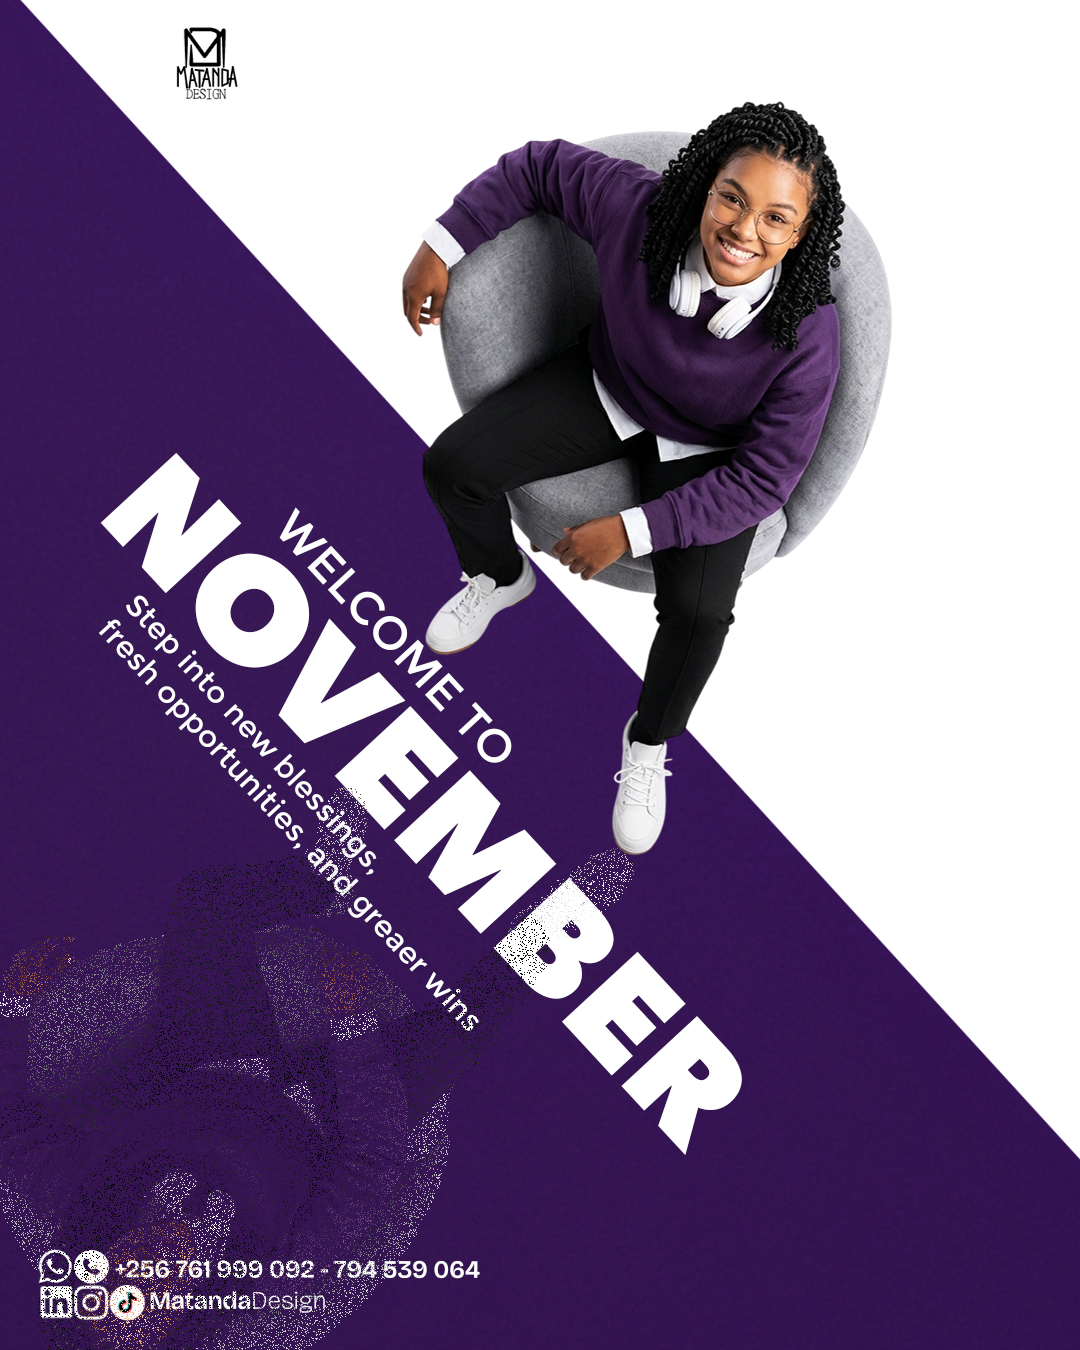 MATANDA
DESIGN
WELCOME TO
NOVEMBER
Step into new blessings,
fresh opportunities, and greaer wins
+256 761 999 092 - 794 539 064
MatandaDesign